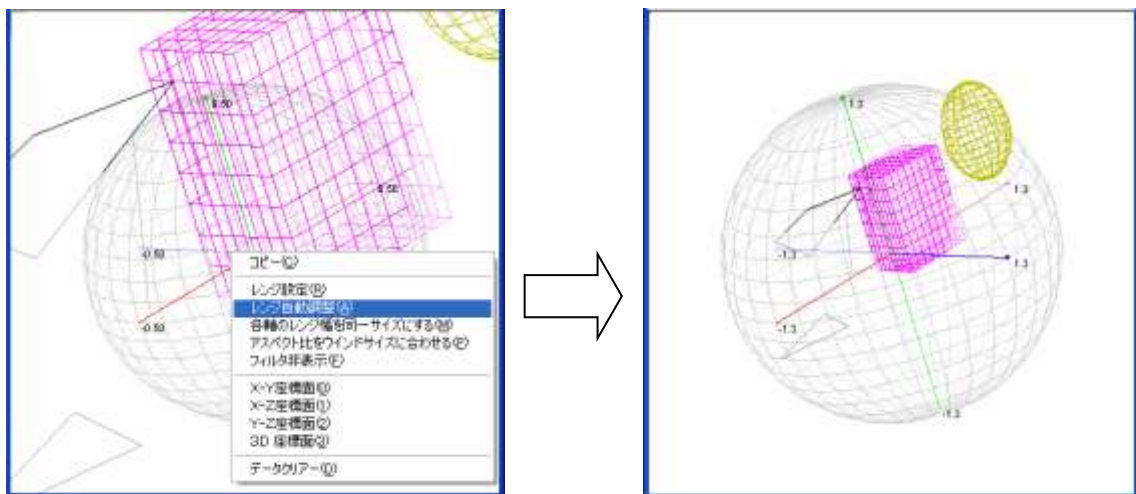 0.50
0.50
-0.50
-0.50
コピー(C)
レンジ設定(R)
レンジ自動調整(A)
各軸のレンジ幅を同一サイズにする(M)
アスペクト比をウインドサイズに合わせる(P)
フィルタ非表示(F)
X-Y座標面(0)
X-Z座標面(1)
Y-Z座標面(2)
3D 座標面(3)
データクリアー(D)
1.3
1.3
-1.3
1.3
-1.3
-1.3